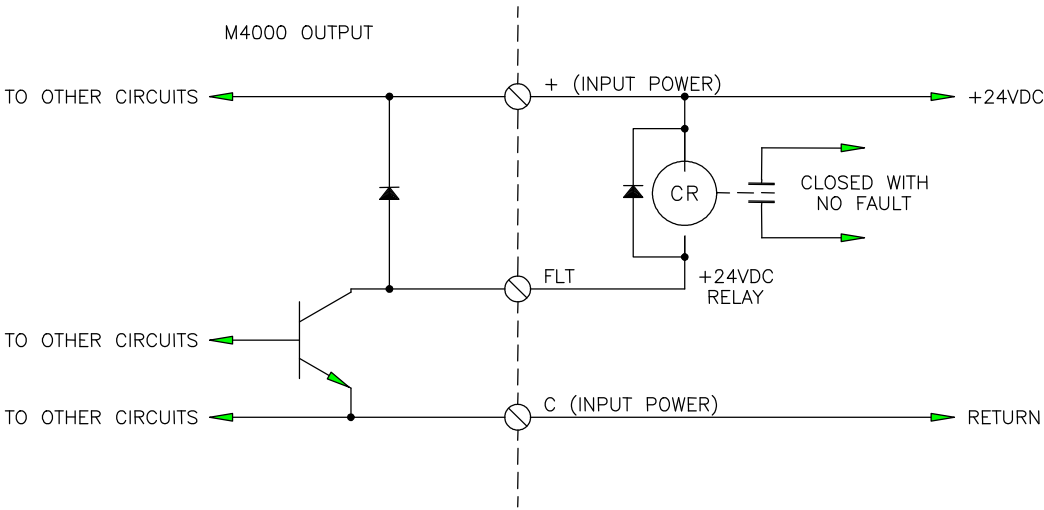 M4000 OUTPUT
+ (INPUT POWER)
TO OTHER CIRCUITS
+24VDC
CR
CLOSED WITH
NO FAULT
FLT
+24VDC
RELAY
TO OTHER CIRCUITS
C (INPUT POWER)
TO OTHER CIRCUITS
RETURN